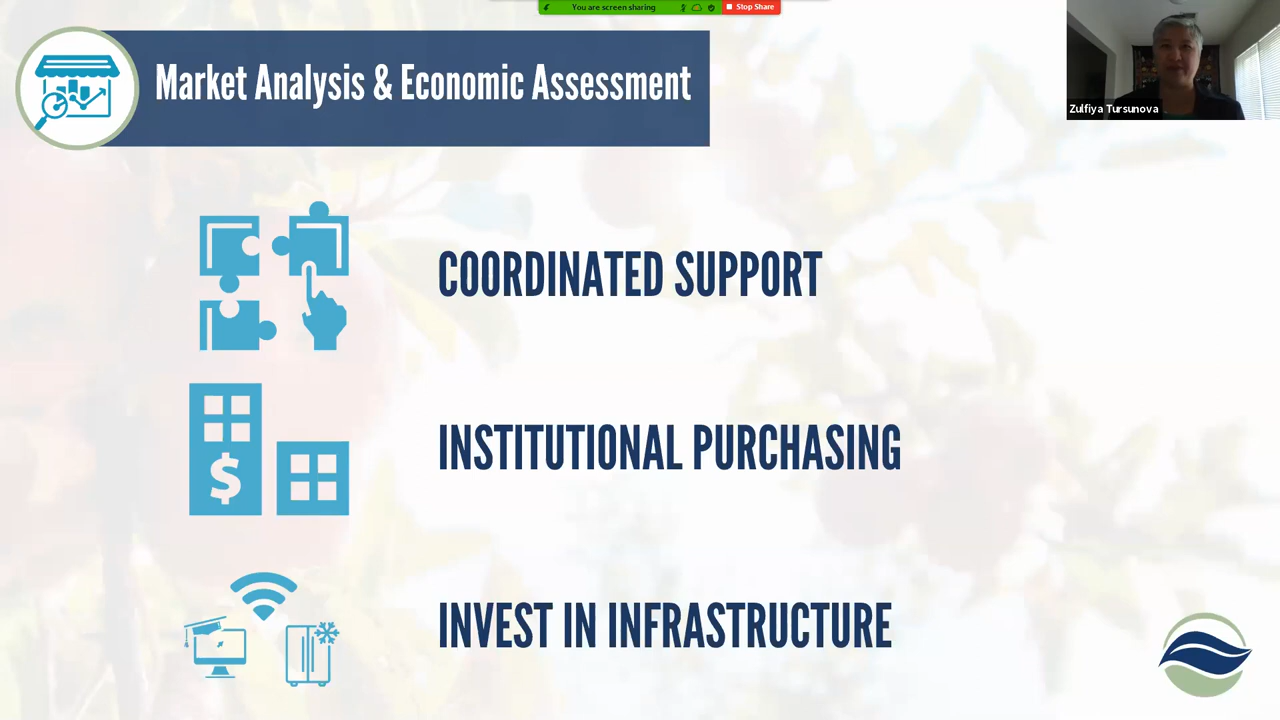 You are screen sharing
Stop Share
Market Analysis & Economic Assessment
Zulfiya Tursunova
COORDINATED SUPPORT
INSTITUTIONAL PURCHASING
$
INVEST IN INFRASTRUCTURE